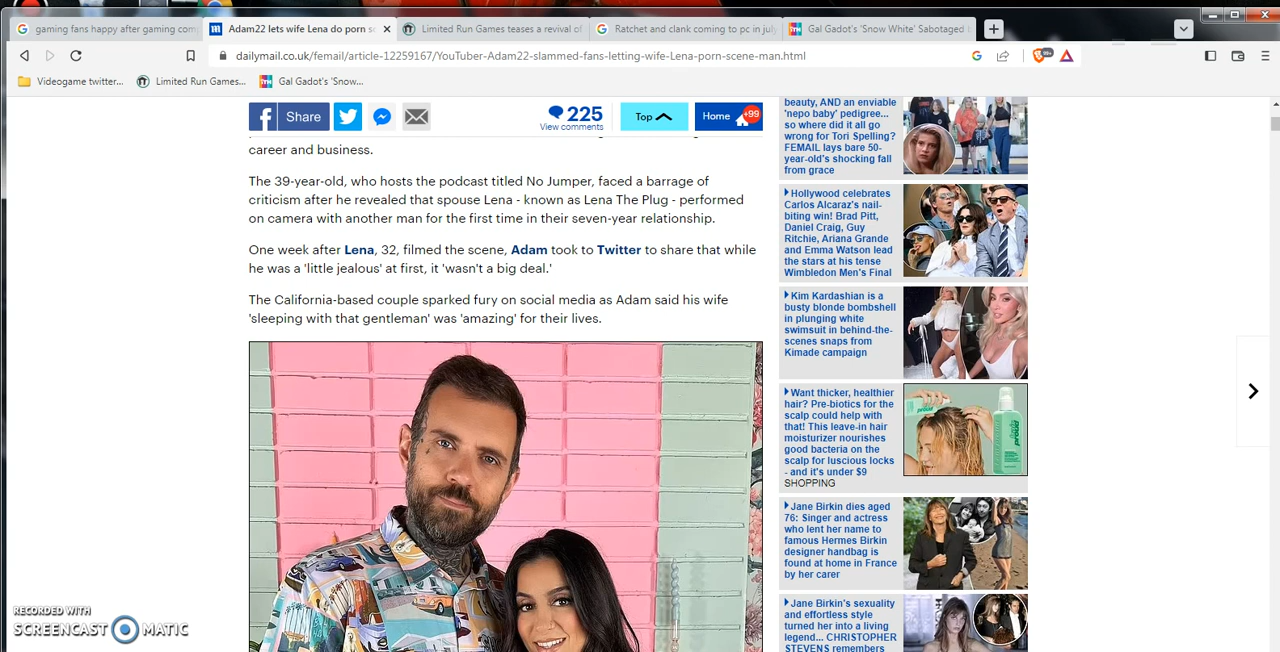 gaming fans happy after gaming com
Adam22 lets wife Lena do porn s
Limited Run Games teases a revival of
Ratchet and clank coming to pc in july
Gal Gadot's 'Snow White' Sabotaged
dailymail.co.uk/femail/article-12259167/YouTuber-Adam22-slammed-fans-letting-wife-Lena-porn-scene-man.html
99+
Videogame twitter...
Limited Run Games...
Gal Gadot's 'Snow...
Share
225
View comments
Top
Home
+99
career and business.
The 39-year-old, who hosts the podcast titled No Jumper, faced a barrage of
criticism after he revealed that spouse Lena - known as Lena The Plug - performed
on camera with another man for the first time in their seven-year relationship.
One week after Lena, 32, filmed the scene, Adam took to Twitter to share that while
he was a 'little jealous' at first, it 'wasn't a big deal.'
The California-based couple sparked fury on social media as Adam said his wife
'sleeping with that gentleman' was 'amazing' for their lives.
beauty, AND an enviable
'nepo baby' pedigree...
so where did it all go
wrong for Tori Spelling?
FEMAIL lays bare 50-
year-old's shocking fall
from grace
Hollywood celebrates
Carlos Alcaraz's nail-
biting win! Brad Pitt,
Daniel Craig, Guy
Ritchie, Ariana Grande
and Emma Watson lead
the stars at his tense
Wimbledon Men's Final
Kim Kardashian is a
busty blonde bombshell
in plunging white
swimsuit in behind-the-
scenes snaps from
Kimade campaign
Want thicker, healthier
hair? Pre-biotics for the
scalp could help with
that! This leave-in hair
moisturizer nourishes
good bacteria on the
scalp for luscious locks
- and it's under $9
SHOPPING
proud
Jane Birkin dies aged
76: Singer and actress
who lent her name to
famous Hermes Birkin
designer handbag is
found at home in France
by her carer
Jane Birkin's sexuality
and effortless style
turned her into a living
legend... CHRISTOPHER
STEVENS remembers
RECORDED WITH
SCREENCAST MATIC